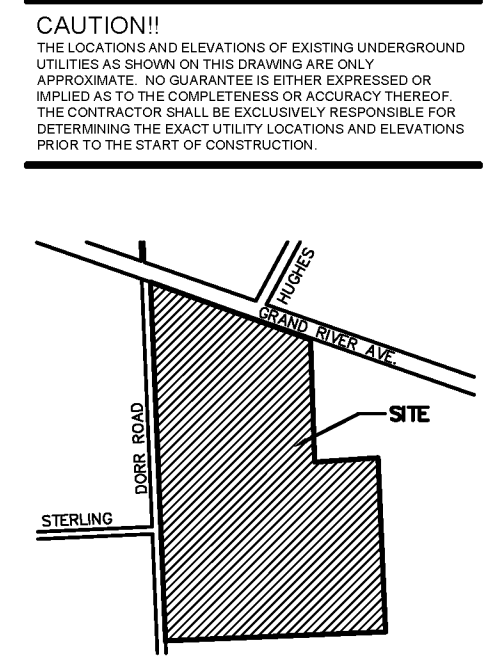 CAUTION!!
THE LOCATIONS AND ELEVATIONS OF EXISTING UNDERGROUND
UTILITIES AS SHOWN ON THIS DRAWING ARE ONLY
APPROXIMATE. NO GUARANTEE IS EITHER EXPRESSED OR
IMPLIED AS TO THE COMPLETENESS OR ACCURACY THEREOF.
THE CONTRACTOR SHALL BE EXCLUSIVELY RESPONSIBLE FOR
DETERMINING THE EXACT UTILITY LOCATIONS AND ELEVATIONS
PRIOR TO THE START OF CONSTRUCTION.
HUGHES
GRAND RIVER AVE.
SITE
DORR ROAD
STERLING